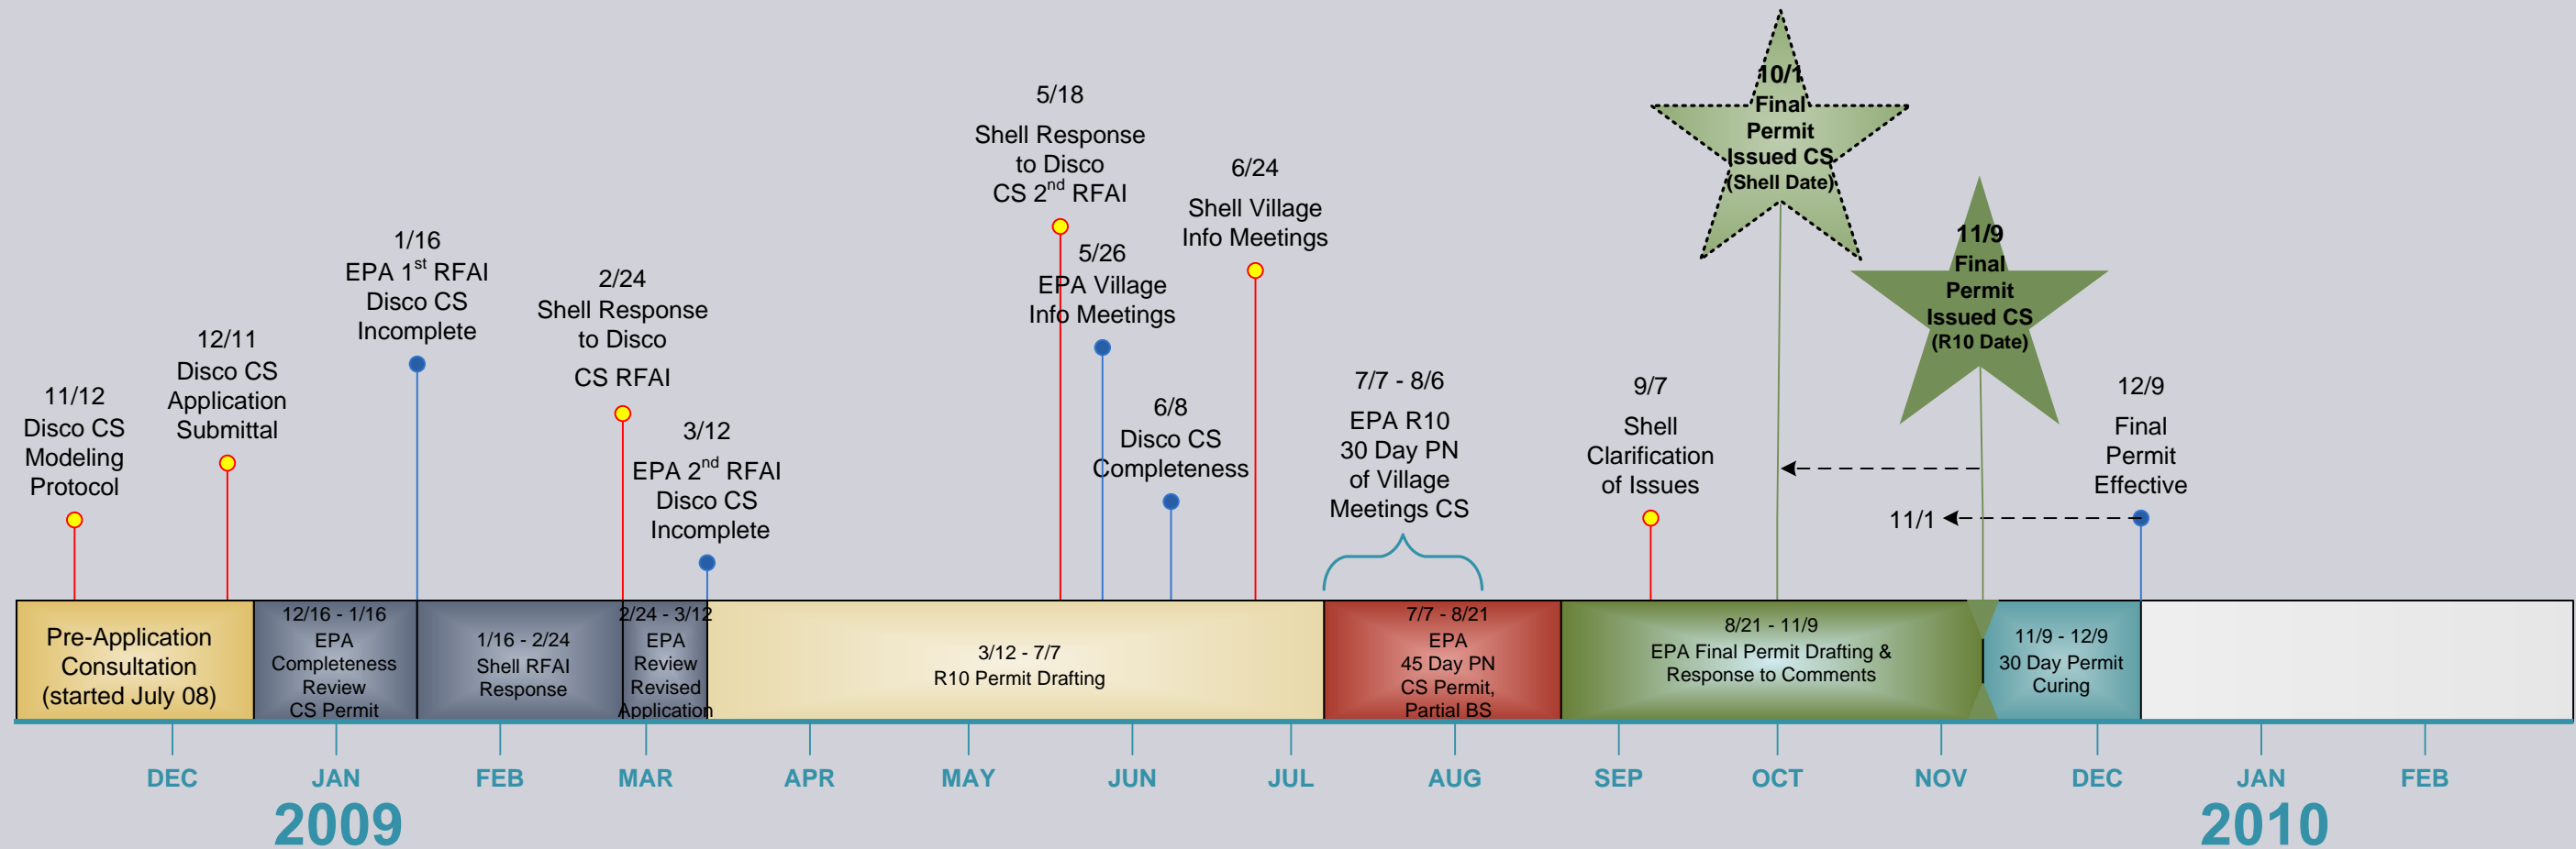 11/12
Disco CS
Modeling
Protocol
12/11
Disco CS
Application
Submittal
1/16
EPA 1st RFAI
Disco CS
Incomplete
2/24
Shell Response
to Disco
CS RFAI
3/12
EPA 2nd RFAI
Disco CS
Incomplete
5/18
Shell Response
to Disco
CS 2nd RFAI
5/26
EPA Village
Info Meetings
6/8
Disco CS
Completeness
6/24
Shell Village
Info Meetings
7/7 - 8/6
EPA R10
30 Day PN
of Village
Meetings CS
9/7
Shell
Clarification
of Issues
10/1
Final
Permit
Issued CS
(Shell Date)
11/9
Final
Permit
Issued CS
(R10 Date)
11/1
12/9
Final
Permit
Effective
Pre-Application
Consultation
(started July 08)
12/16 - 1/16
EPA
Completeness
Review
CS Permit
1/16 - 2/24
Shell RFAI
Response
2/24 - 3/12
EPA
Review
Revised
Application
3/12 - 7/7
R10 Permit Drafting
7/7 - 8/21
EPA
45 Day PN
CS Permit,
Partial BS
8/21 - 11/9
EPA Final Permit Drafting &
Response to Comments
11/9 - 12/9
30 Day Permit
Curing
DEC JAN FEB MAR APR MAY JUN JUL AUG SEP OCT NOV DEC JAN FEB
2009 2010